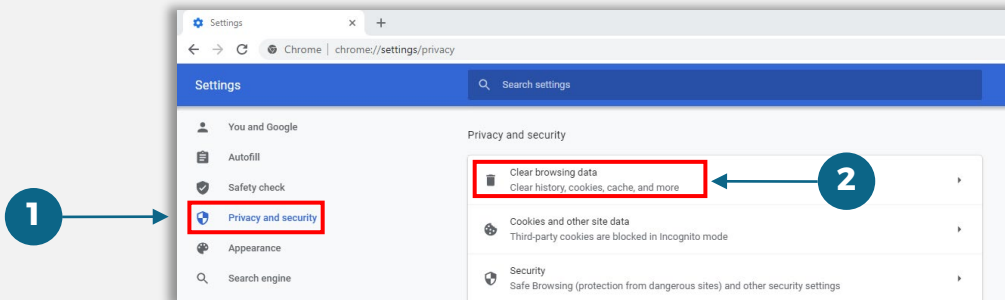 Settings
Chrome | chrome://settings/privacy
Settings
Search settings
You and Google
Autofill
Safety check
Privacy and security
Appearance
Search engine
Privacy and security
Clear browsing data
Clear history, cookies, cache, and more
Cookies and other site data
Third-party cookies are blocked in Incognito mode
Security
Safe Browsing (protection from dangerous sites) and other security settings
1
2